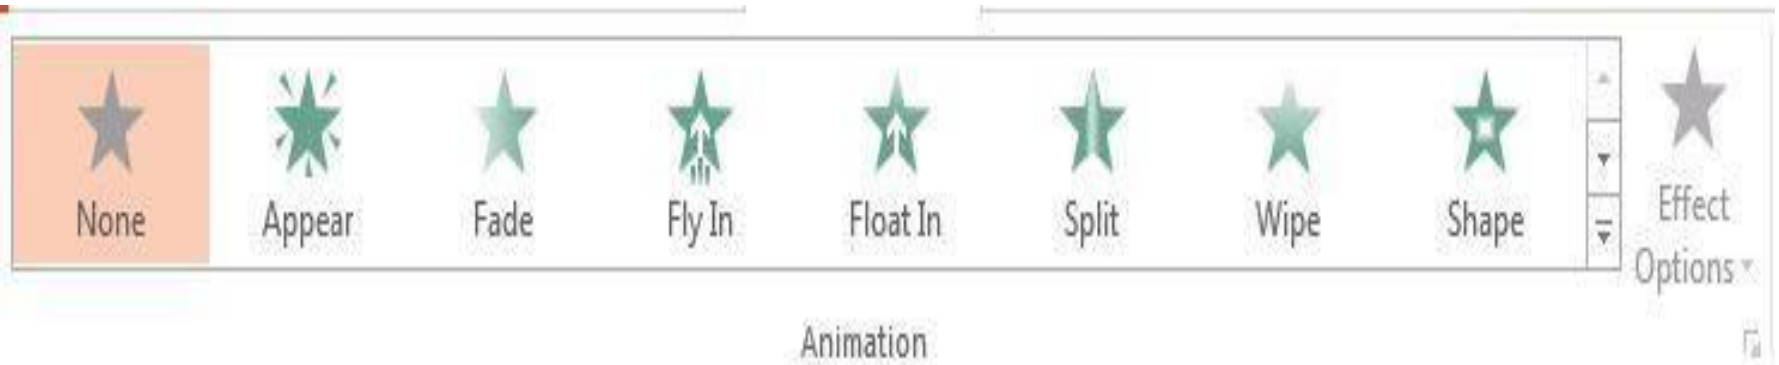 None
Appear
Fade
Fly In
Float In
Split
Wipe
Shape
Effect
Options
Animation